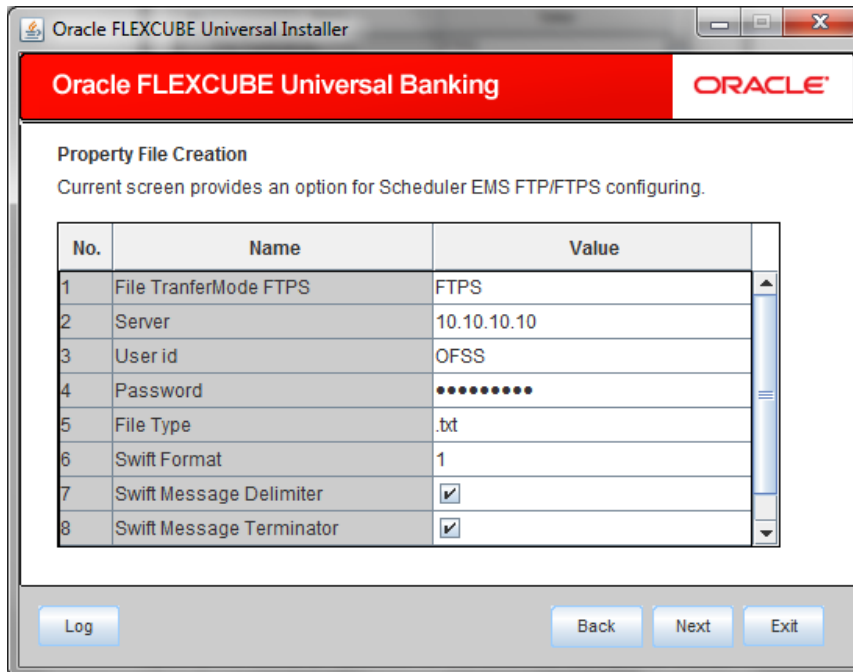 Oracle FLEXCUBE Universal Installer
Oracle FLEXCUBE Universal Banking
ORACLE
Property File Creation
Current screen provides an option for Scheduler EMS FTP/FTPS configuring.
No. Name Value
1 File TranferMode FTPS FTPS
2 Server 10.10.10.10
3 User id OFSS
4 Password •••••••••
5 File Type .txt
6 Swift Format 1
7 Swift Message Delimiter
8 Swift Message Terminator
Log Back Next Exit